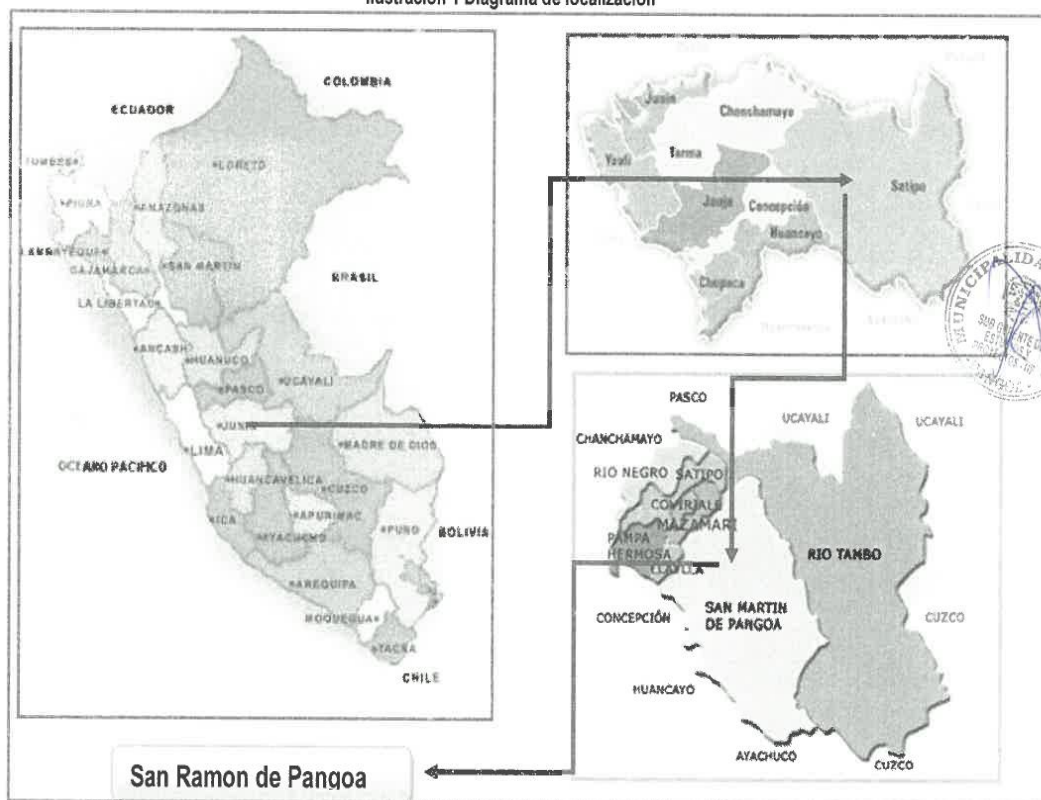 Ilustración 1 Diagrama de localización
COLOMBIA
ECUADOR
TUMBES
LORETO
PIURA
AMAZONAS
LAMBAYEQUE
CAJAMARCA
SAN MARTIN
BRASIL
LA LIBERTAD
ANCASH
HUANUCO
UCAYALI
PASCO
JUNIN
LIMA
MADRE DE DIOS
OCEANO PACIFICO
HUANCAVELICA
CUZCO
ICA
APURIMAC
PUNO
BOLIVIA
AYACUCHO
AREQUIPA
MOQUEGUA
TACNA
CHILE
Junín
Chanchamayo
Yauli
Tarma
Satipo
Jauja
Concepción
Huancayo
Chupaca
MUNICIPALIDA
PASCO
UCAYALI
UCAYALI
CHANCHAMAYO
RIO NEGRO
SATIPO
COVIRIALI
MAZAMARI
PAMPA
HERMOSA
RIO TAMBO
LLAYLLA
CONCEPCIÓN
SAN MARTIN
DE PANGOA
CUZCO
HUANCAYO
AYACHUCO
CUZCO
San Ramon de Pangoa